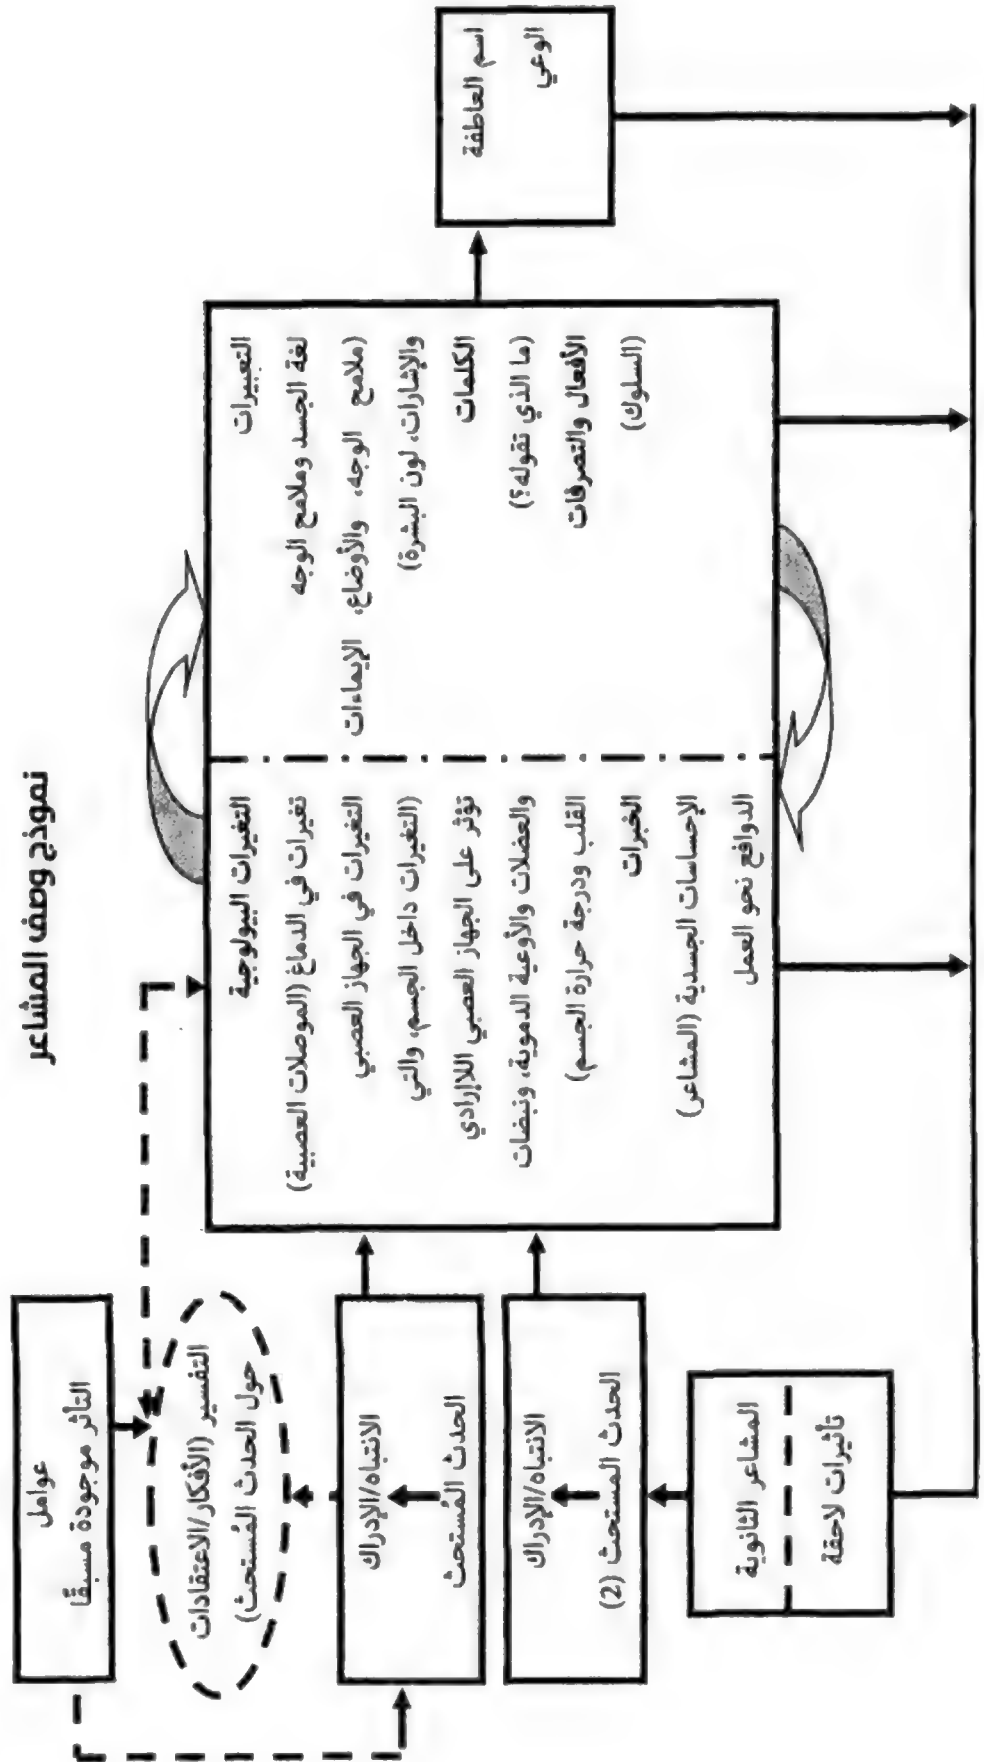 نموذج وصف المشاعر
عوامل
التأثر موجودة مسبقًا
التفسير (الأفكار/الاعتقادات
حول الحدث المُستحث)
الانتباه/الإدراك
الحدث المُستحث
الانتباه/الإدراك
الحدث المستحث (2)
المشاعر الثانوية
تأثيرات لاحقة
التغيرات البيولوجية
تغيرات في الدماغ (الموصلات العصبية)
التغيرات في الجهاز العصبي
(التغيرات داخل الجسم، والتي
تؤثر على الجهاز العصبي اللاإرادي
والعضلات والأوعية الدموية، ونبضات
القلب ودرجة حرارة الجسم)
الخبرات
الإحساسات الجسدية (المشاعر)
الدوافع نحو العمل
التعبيرات
لغة الجسد وملامح الوجه
(ملامح الوجه، والأوضاع، الإيماءات
والإشارات، لون البشرة)
الكلمات
(ما الذي تقوله؟)
الأفعال والتصرفات
(السلوك)
اسم العاطفة
الوعي